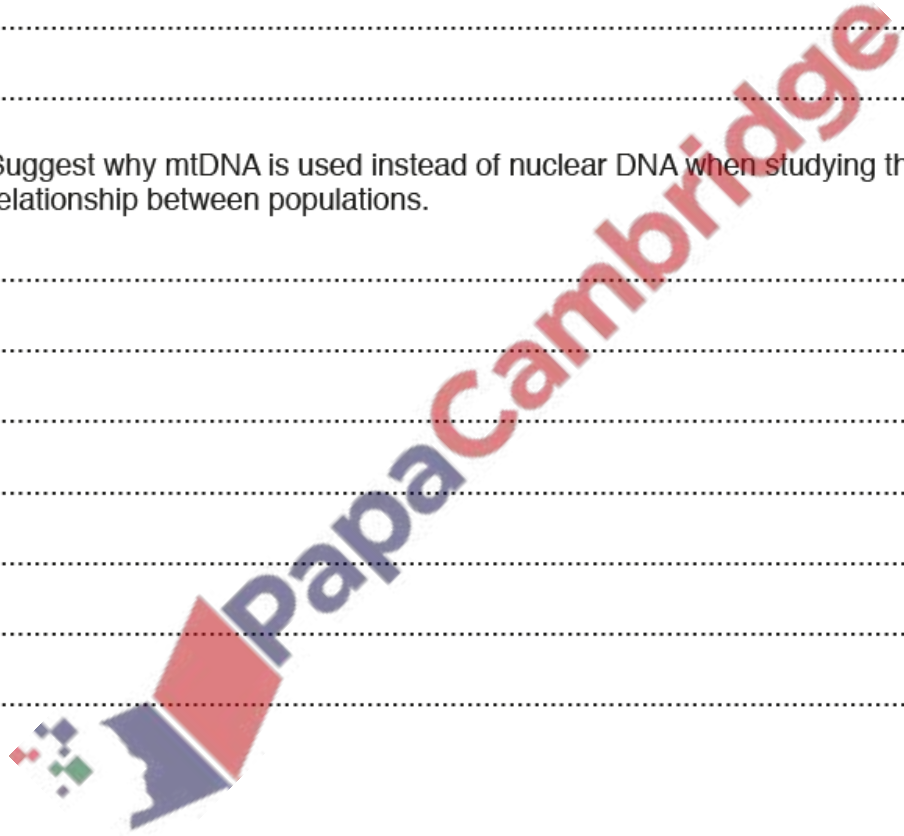 Suggest why mtDNA is used instead of nuclear DNA when studying th
elationship between populations.
PapaCambridge